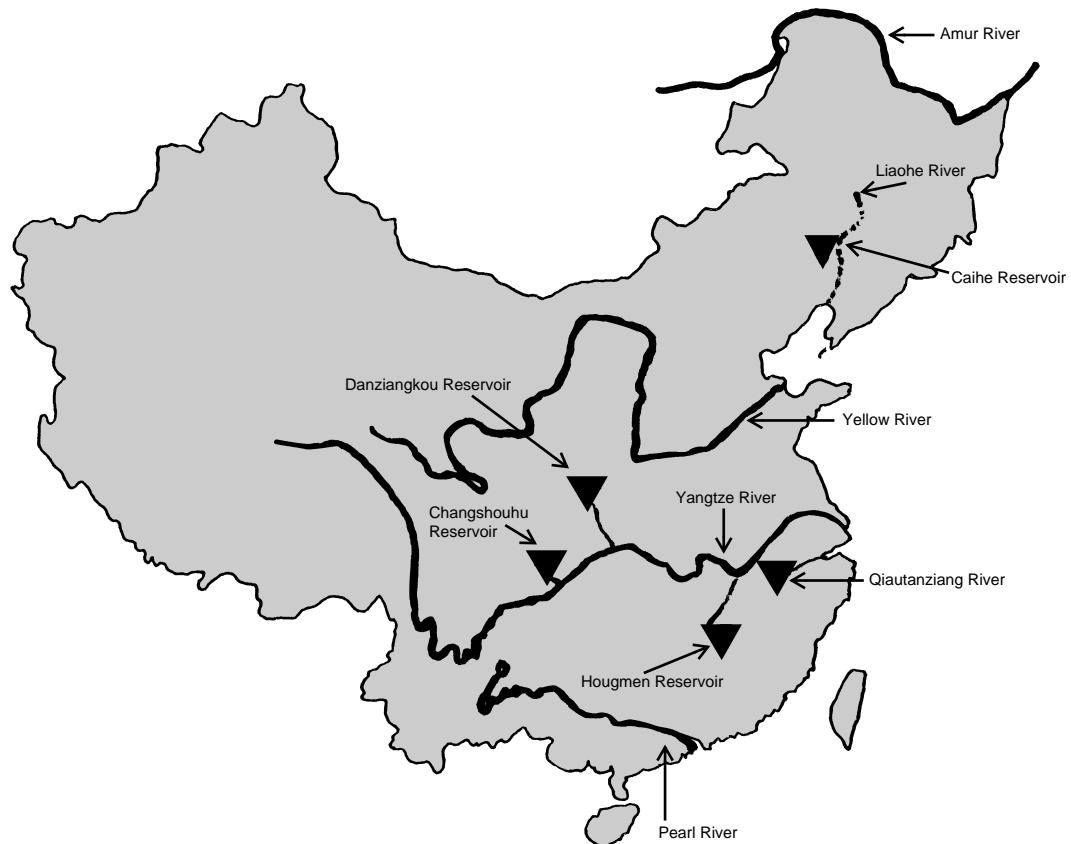 Amur River
Liaohe River
Caihe Reservoir
Danziangkou Reservoir
Yellow River
Yangtze River
Changshouhu
Reservoir
Qiautanziang River
Hougmen Reservoir
Pearl River